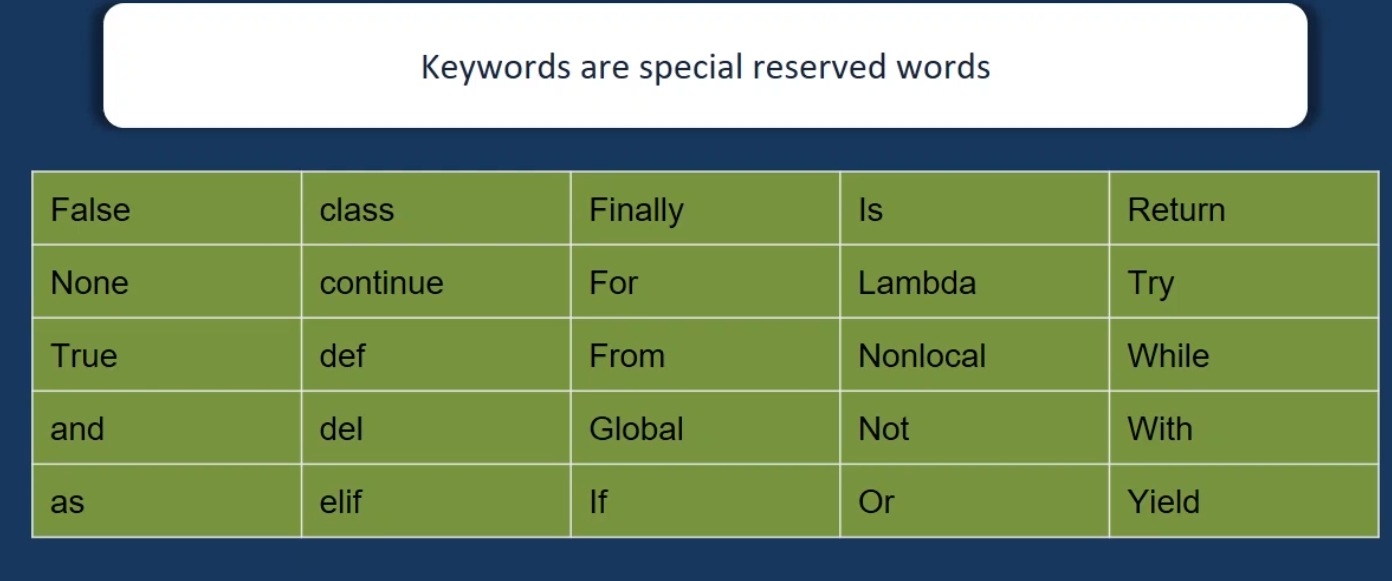 Keywords are special reserved words
False class Finally Is Return
None continue For Lambda Try
True def From Nonlocal While
and del Global Not With
as elif If Or Yield